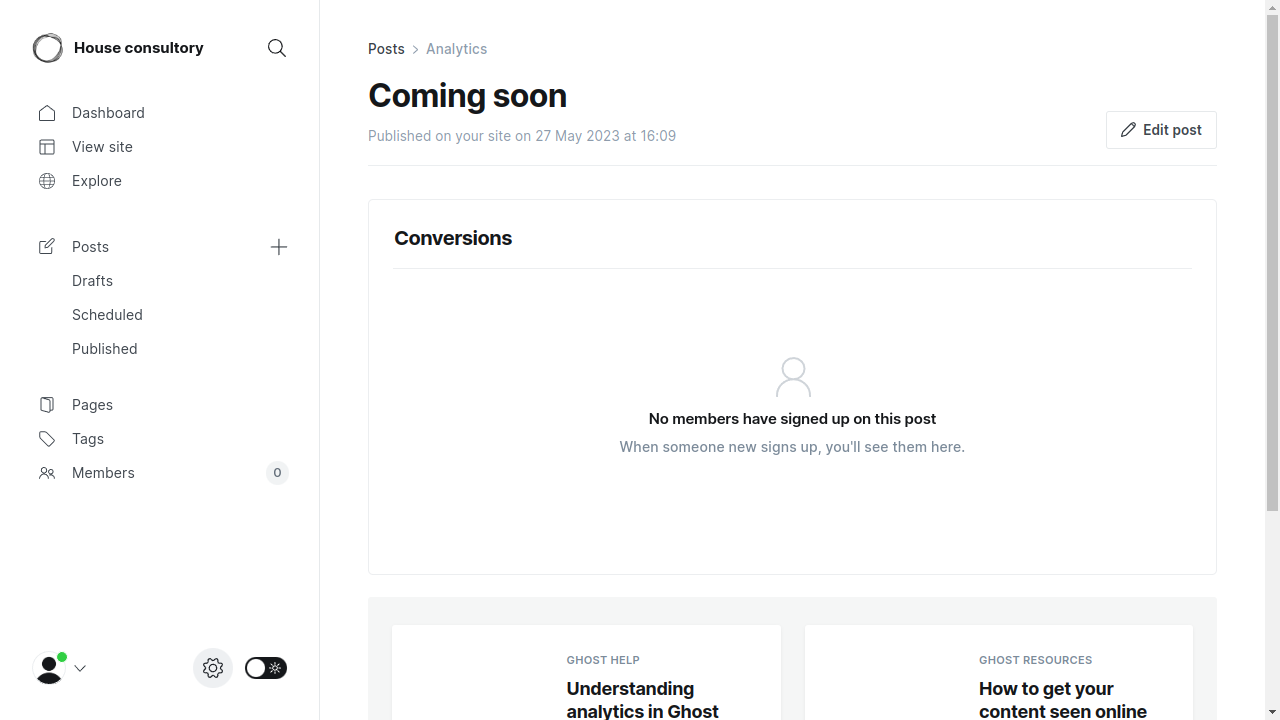 House consultory
Dashboard
View site
Explore
Posts
Drafts
Scheduled
Published
Pages
Tags
Members 0
Posts Analytics
Coming soon
Published on your site on 27 May 2023 at 16:09
Edit post
Conversions
No members have signed up on this post
When someone new signs up, you'll see them here.
GHOST HELP
Understanding
analytics in Ghost
GHOST RESOURCES
How to get your
content seen online